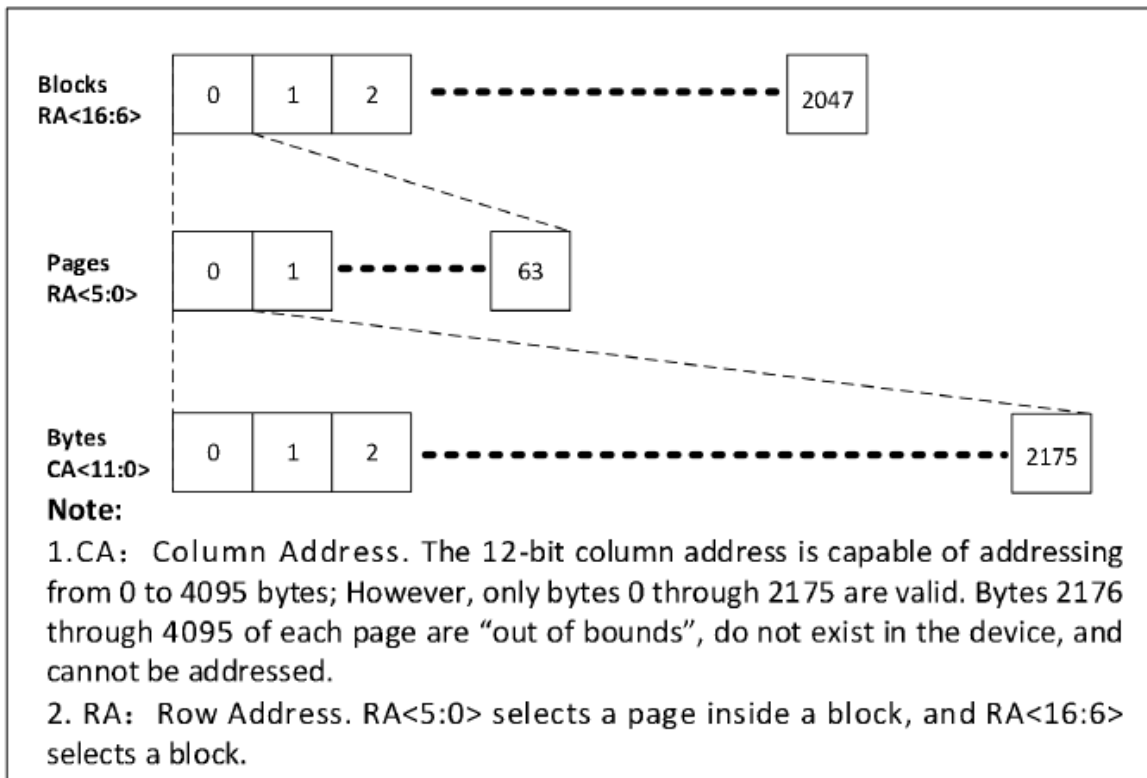 Blocks
RA<16:6>
0 1 2 2047
Pages
RA<5:0>
0 1 63
Bytes
CA<11:0>
0 1 2 2175
Note:
1.CA： Column Address. The 12-bit column address is capable of addressing
from 0 to 4095 bytes; However, only bytes 0 through 2175 are valid. Bytes 2176
through 4095 of each page are “out of bounds”, do not exist in the device, and
cannot be addressed.
2. RA： Row Address. RA<5:0> selects a page inside a block, and RA<16:6>
selects a block.